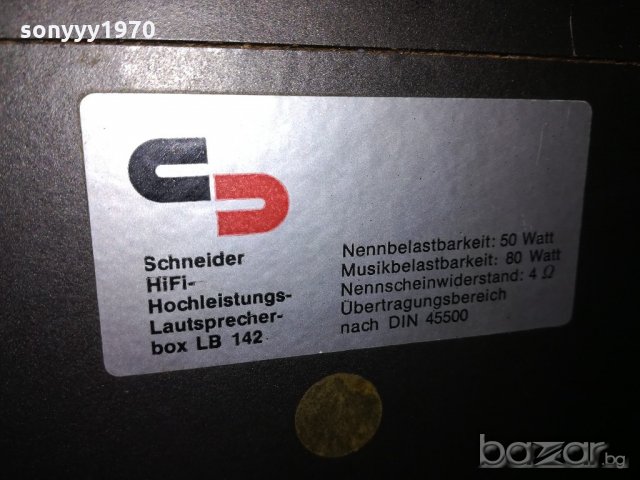 sonyyy1970
Schneider
HiFi-
Hochleistungs-
Lautsprecher-
box LB 142
Nennbelastbarkeit: 50 Watt
Musikbelastbarkeit: 80 Watt
Nennscheinwiderstand: 4 Ω
Übertragungsbereich
nach DIN 45500
bazar.bg